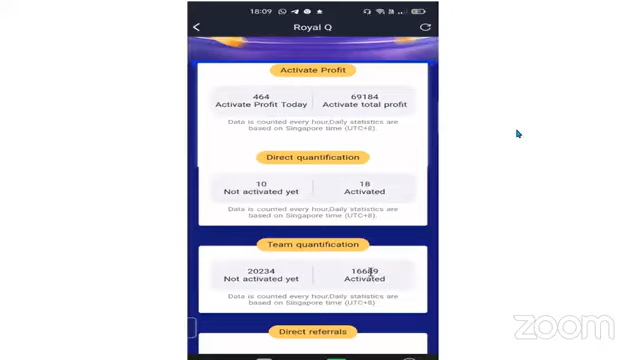 18:09
Royal Q
Activate Profit
464
Activate Profit Today
69184
Activate total profit
Data is counted every hour,Daily statistics are
based on Singapore time (UTC+8).
Direct quantification
10
Not activated yet
18
Activated
Data is counted every hour,Daily statistics are
based on Singapore time (UTC+8).
Team quantification
20234
Not activated yet
Activated
Data is counted every hour,Daily statistics are
based on Singapore time (UTC+8).
Direct referrals
zoom